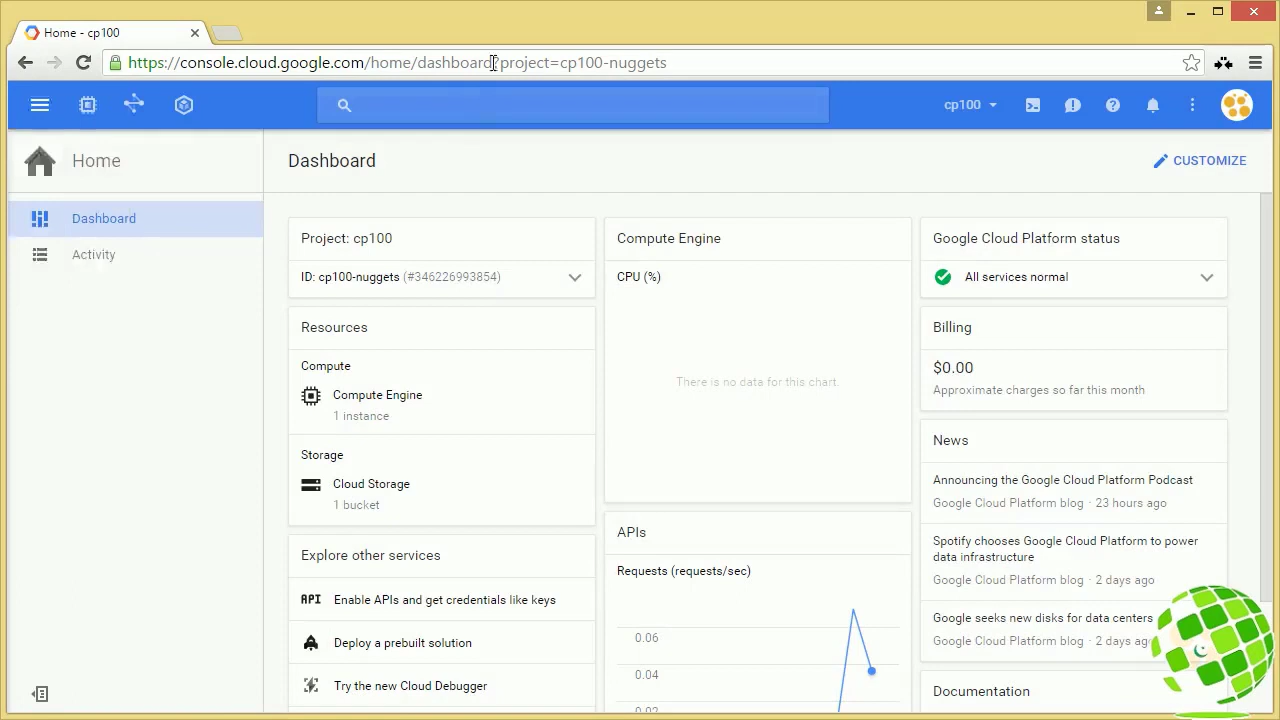 Home - cp100
https://console.cloud.google.com/home/dashboard?project=cp100-nuggets
cp100
Home
Dashboard
CUSTOMIZE
Dashboard
Activity
Project: cp100
ID: cp100-nuggets (#346226993854)
Resources
Compute
Compute Engine
1 instance
Storage
Cloud Storage
1 bucket
Explore other services
API
Enable APIs and get credentials like keys
Deploy a prebuilt solution
Try the new Cloud Debugger
Compute Engine
CPU (%)
There is no data for this chart.
APIs
Requests (requests/sec)
0.06
0.04
0.02
Google Cloud Platform status
All services normal
Billing
$0.00
Approximate charges so far this month
News
Announcing the Google Cloud Platform Podcast
Google Cloud Platform blog · 23 hours ago
Spotify chooses Google Cloud Platform to power
data infrastructure
Google Cloud Platform blog · 2 days ago
Google seeks new disks for data centers
Google Cloud Platform blog · 2 days
Documentation